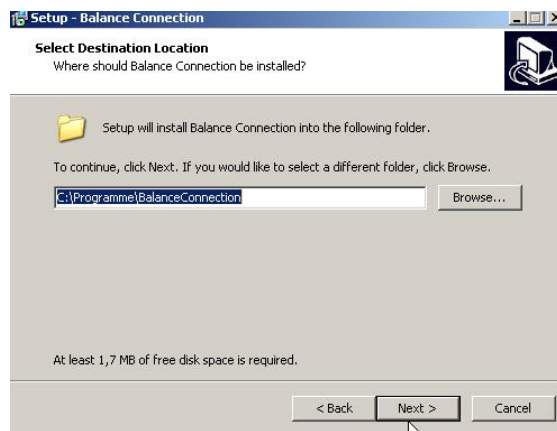 Setup - Balance Connection
Select Destination Location
Where should Balance Connection be installed?
Setup will install Balance Connection into the following folder.
To continue, click Next. If you would like to select a different folder, click Browse.
C:\Programme\BalanceConnection
Browse...
At least 1,7 MB of free disk space is required.
< Back
Next >
Cancel